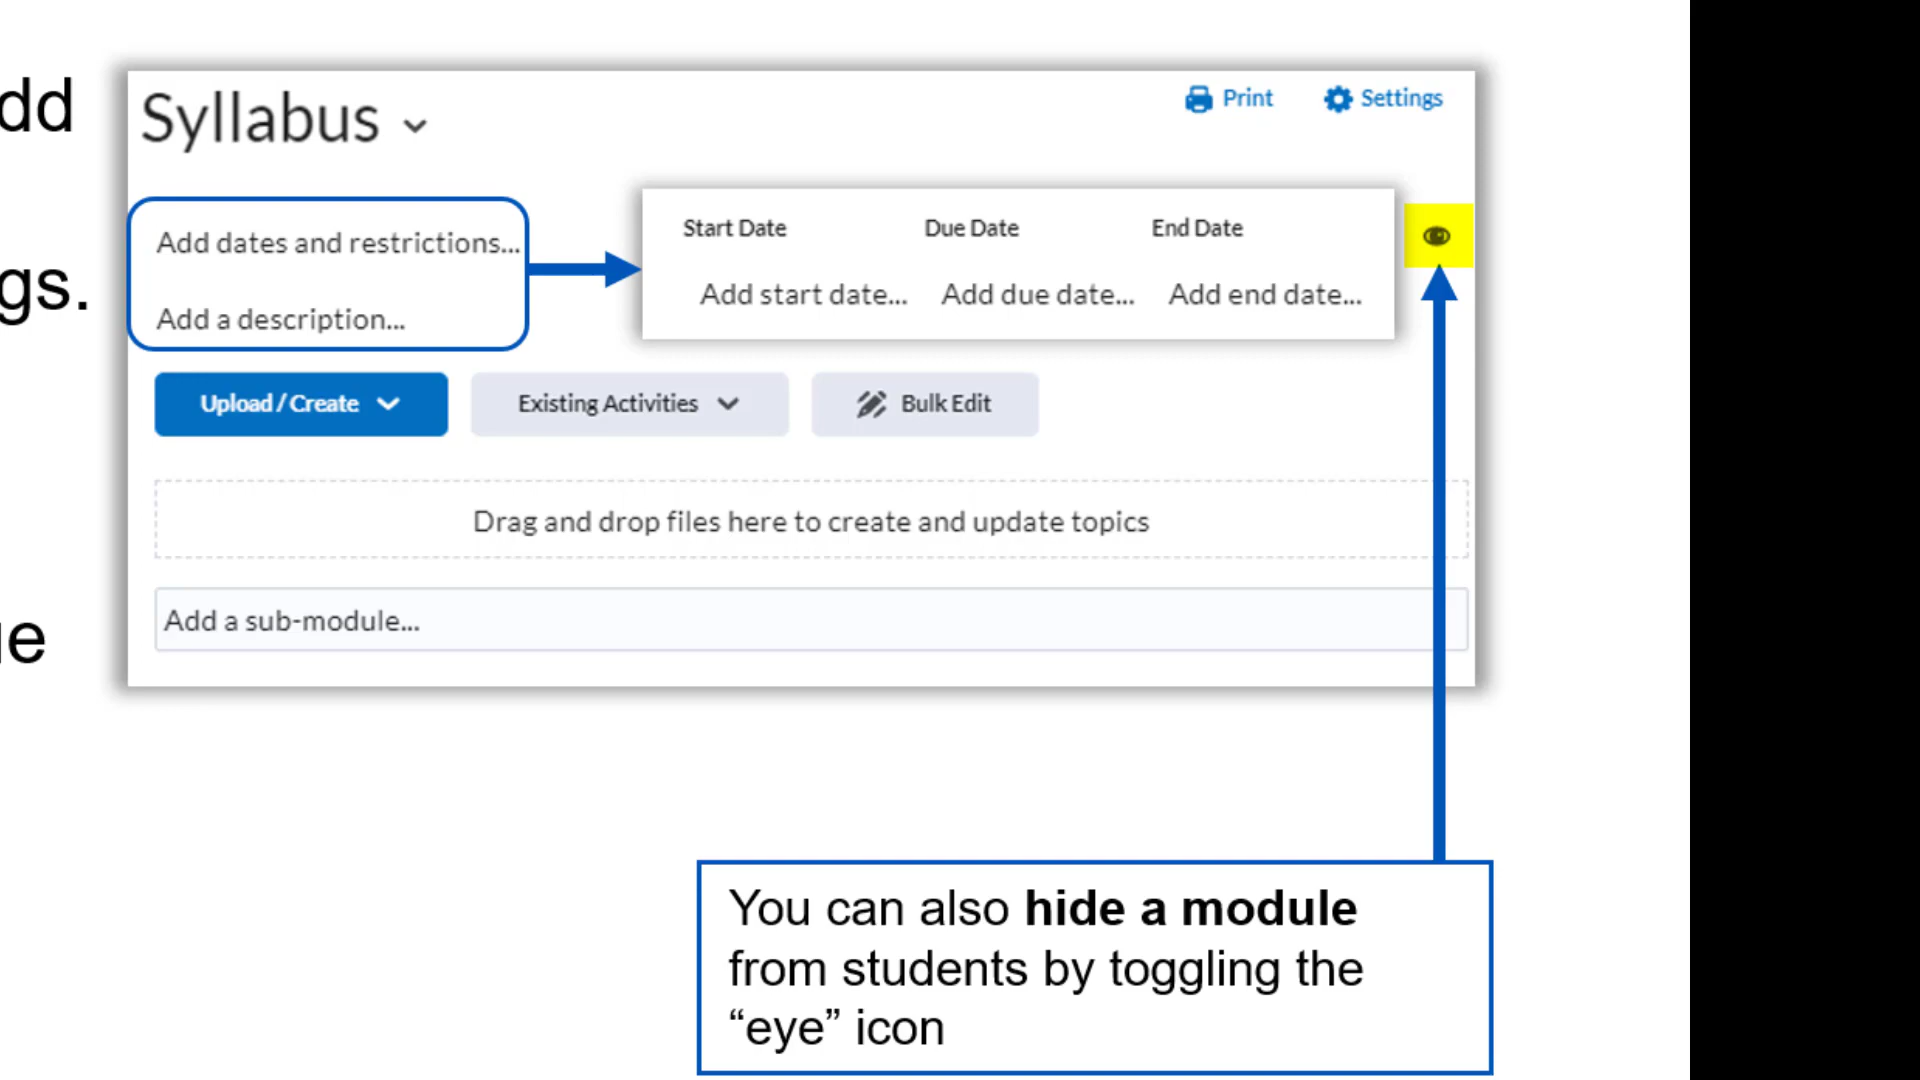 Syllabus
Print
Settings
Add dates and restrictions...
Add a description...
Start Date
Due Date
End Date
Add start date...
Add due date...
Add end date...
gs.
Upload / Create
Existing Activities
Bulk Edit
Drag and drop files here to create and update topics
Add a sub-module...
You can also hide a module
from students by toggling the
“eye” icon